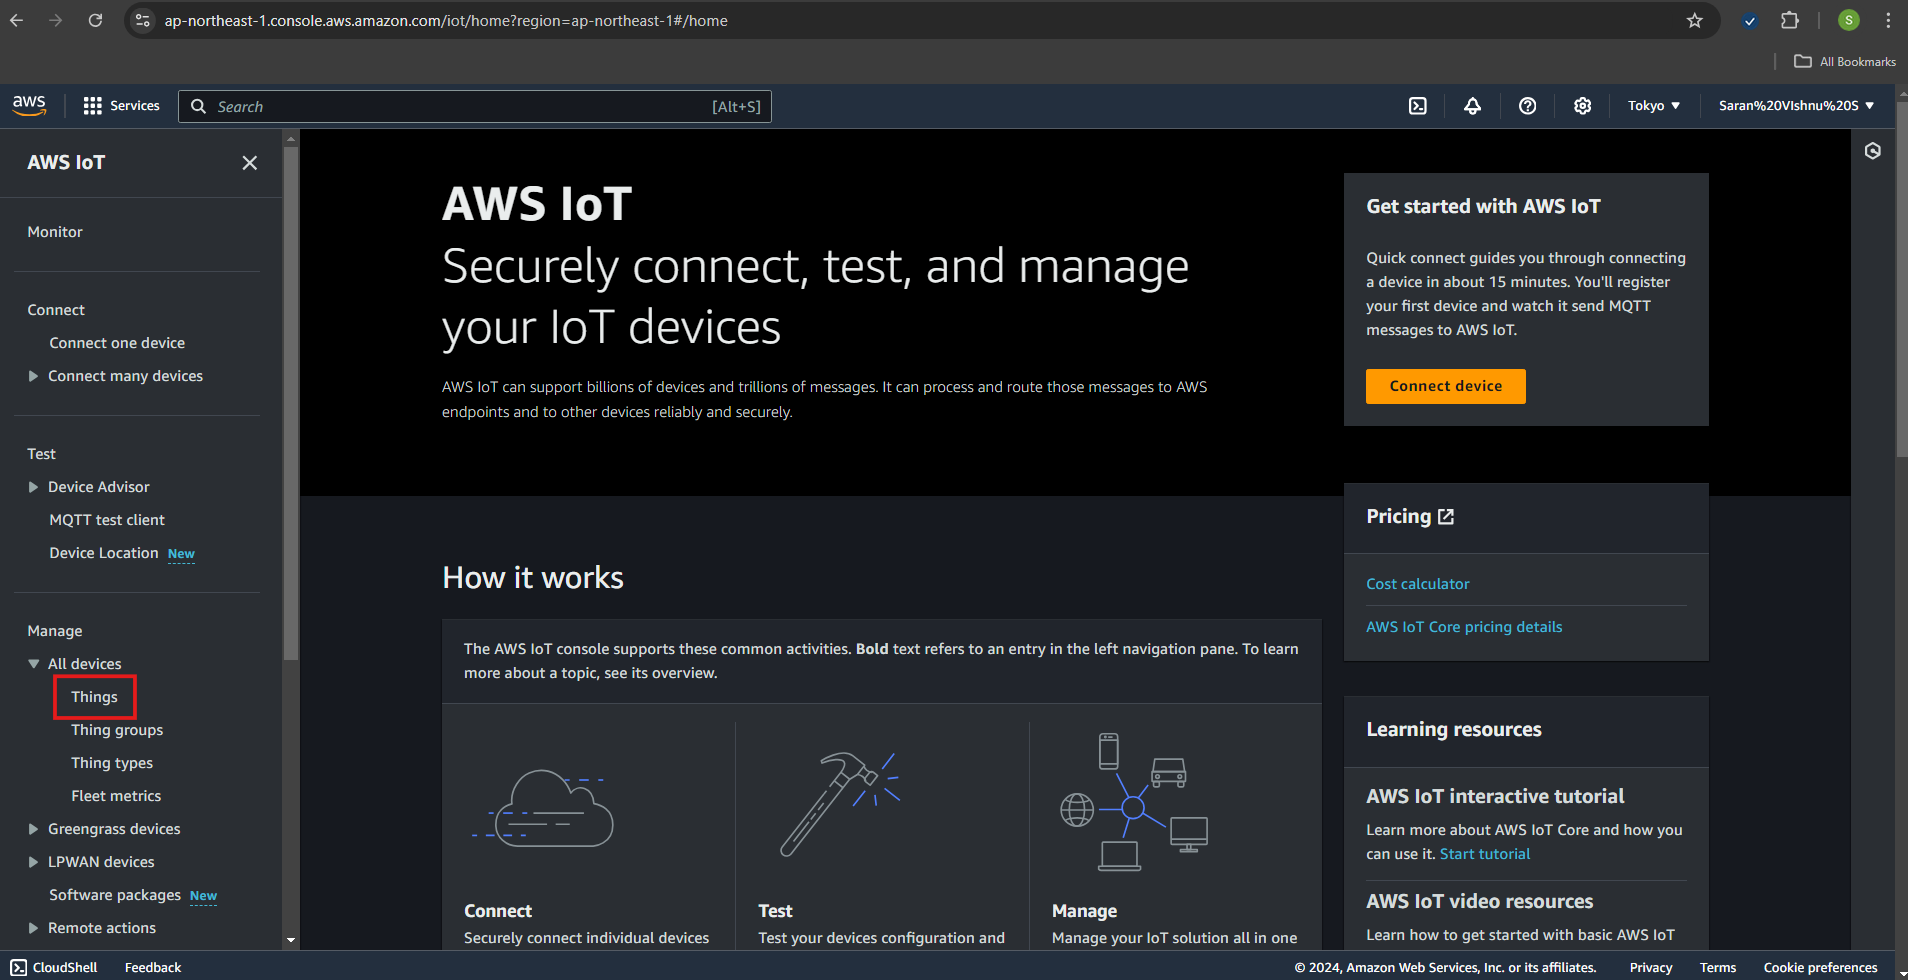 ap-northeast-1.console.aws.amazon.com/iot/home?region=ap-northeast-1#/home
S
All Bookmarks
aws
Services
Search
[Alt+S]
Tokyo
Saran%20VIshnu%20S
AWS IoT
Monitor
Connect
Connect one device
Connect many devices
Test
Device Advisor
MQTT test client
Device Location New
Manage
All devices
Things
Thing groups
Thing types
Fleet metrics
Greengrass devices
LPWAN devices
Software packages New
Remote actions
AWS IoT
Securely connect, test, and manage
your IoT devices
AWS IoT can support billions of devices and trillions of messages. It can process and route those messages to AWS
endpoints and to other devices reliably and securely.
Get started with AWS IoT
Quick connect guides you through connecting
a device in about 15 minutes. You'll register
your first device and watch it send MQTT
messages to AWS IoT.
Connect device
Pricing
Cost calculator
AWS IoT Core pricing details
How it works
The AWS IoT console supports these common activities. Bold text refers to an entry in the left navigation pane. To learn
more about a topic, see its overview.
Connect
Securely connect individual devices
Test
Test your devices configuration and
Manage
Manage your IoT solution all in one
Learning resources
AWS IoT interactive tutorial
Learn more about AWS IoT Core and how you
can use it. Start tutorial
AWS IoT video resources
Learn how to get started with basic AWS IoT
CloudShell
Feedback
© 2024, Amazon Web Services, Inc. or its affiliates.
Privacy
Terms
Cookie preferences